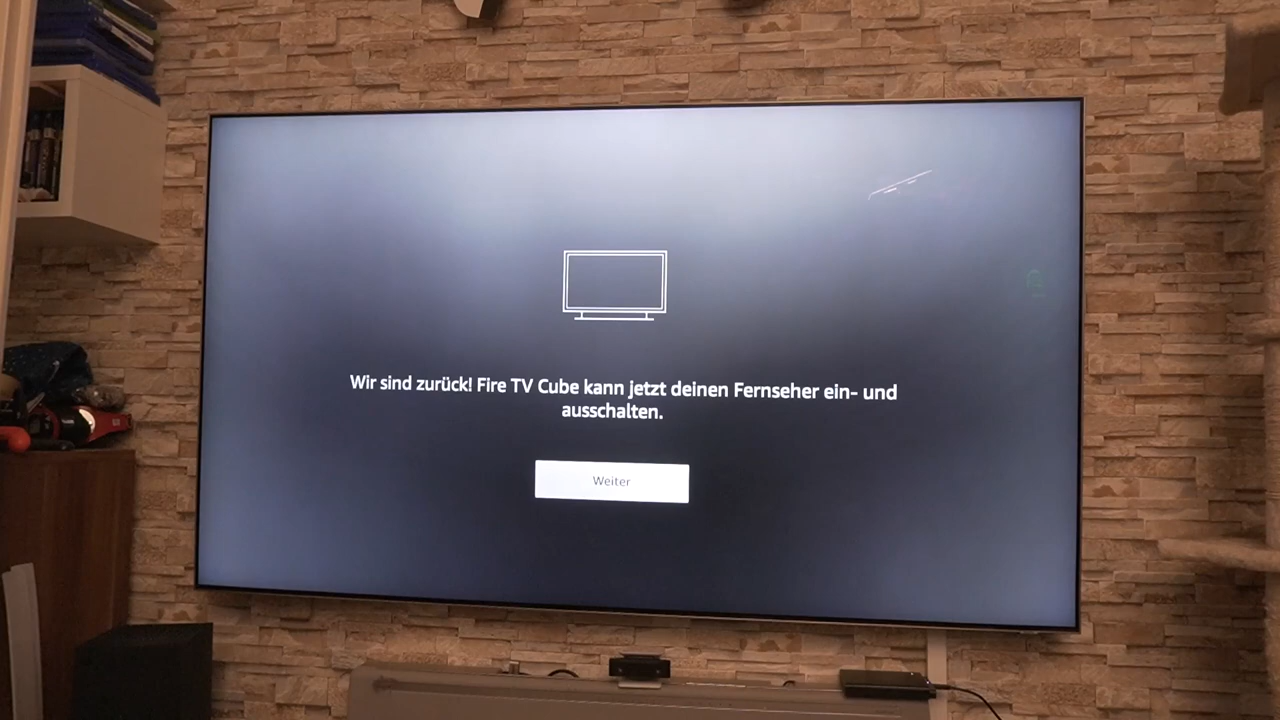 Wir sind zurück! Fire TV Cube kann jetzt deinen Fernseher ein- und
ausschalten.
Weiter